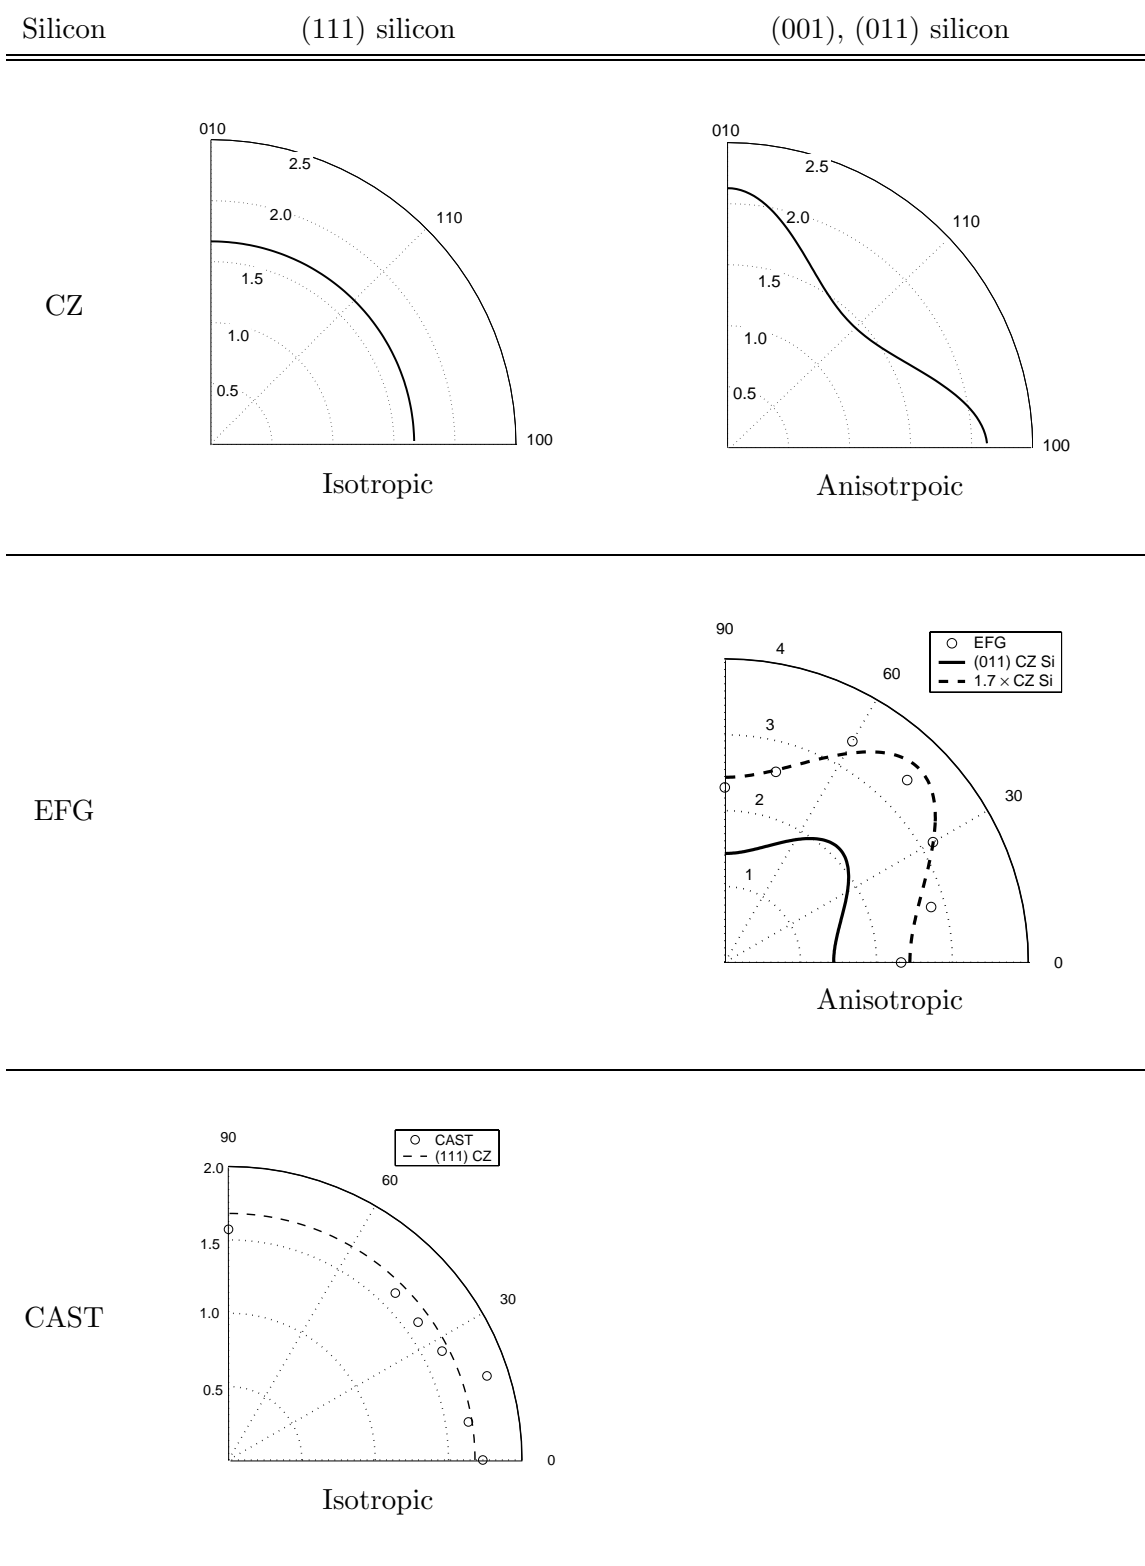 Silicon (111) silicon (001), (011) silicon
010
2.5
110
2.0
1.5
1.0
0.5
100
Isotropic
CZ
010
2.5
110
2.0
1.5
1.0
0.5
100
Anisotrpoic
EFG
90
4
60
3
2
30
1
0
EFG
(011) CZ Si
1.7 × CZ Si
Anisotropic
CAST
90
2.0
60
1.5
30
1.0
0.5
0
CAST
(111) CZ
Isotropic